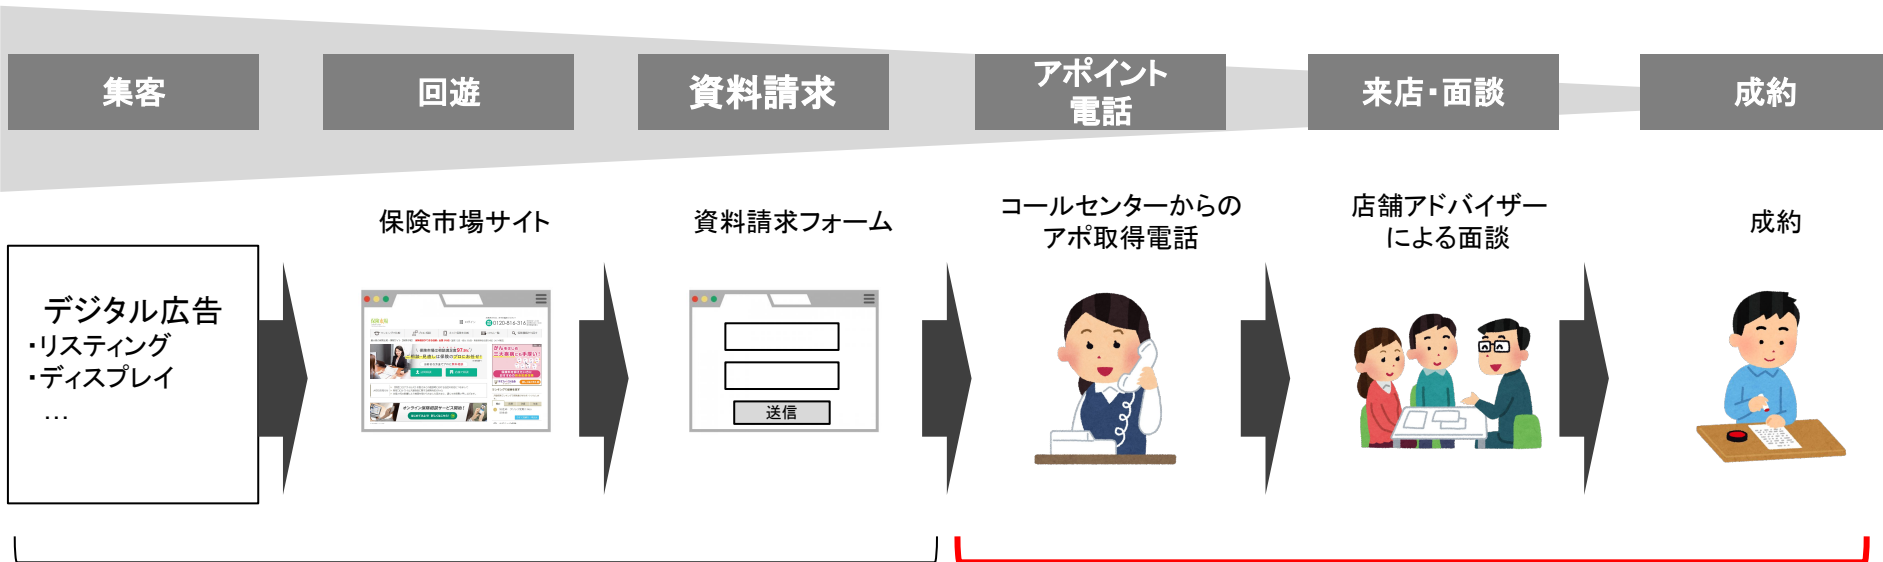 集客
回遊
資料請求
アポイント
電話
来店・面談
成約
保険市場サイト
資料請求フォーム
コールセンターからの
アポ取得電話
店舗アドバイザー
による面談
成約
デジタル広告
・リスティング
・ディスプレイ
…
0120-816-316
送信